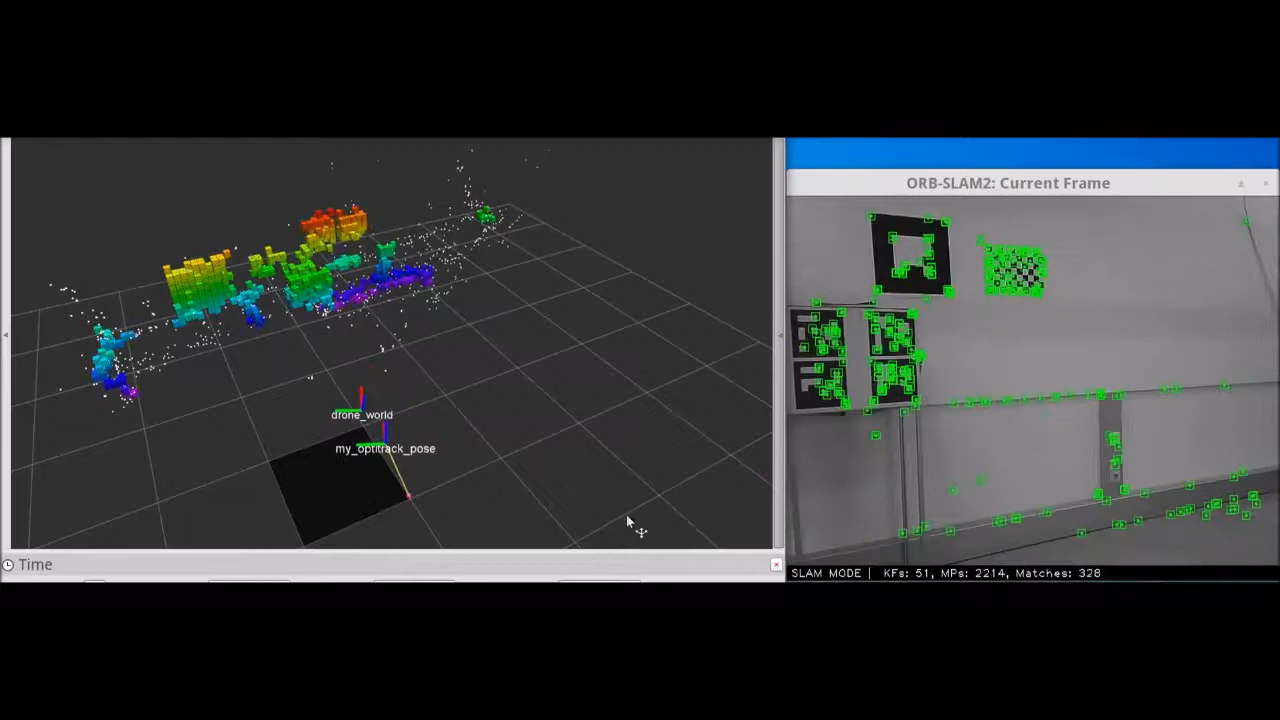 drone_world
my_optitrack_pose
Time
ORB-SLAM2: Current Frame
SLAM MODE | KFs: 51, MPs: 2214, Matches: 328